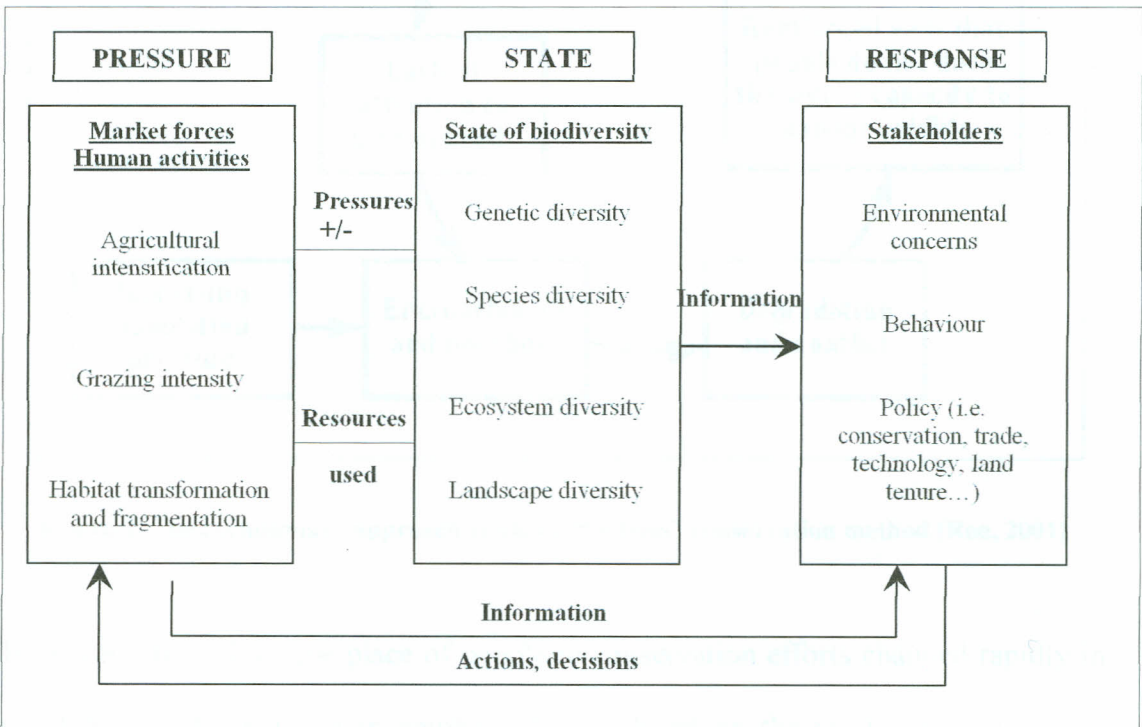 PRESSURE
STATE
RESPONSE
Market forces
Human activities
Agricultural
intensification
Grazing intensity
Habitat transformation
and fragmentation
Pressures
+/-
Resources
used
State of biodiversity
Genetic diversity
Species diversity
Ecosystem diversity
Landscape diversity
Information
Stakeholders
Environmental
concerns
Behaviour
Policy (i.e.
conservation, trade,
technology, land
tenure…)
Information
Actions, decisions